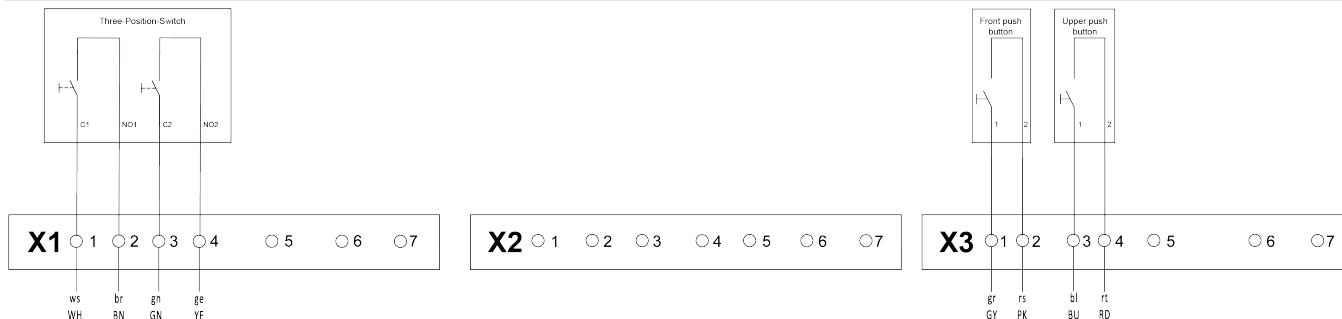 Three-Position-Switch
C1 NO1 C2 NO2
Front push
button
1 2
Upper push
button
1 2
X1 1 2 3 4 5 6 7
X2 1 2 3 4 5 6 7
X3 1 2 3 4 5 6 7
ws br gn ge
WH BN GN YE
gr rs bl rt
GY PK BU RD